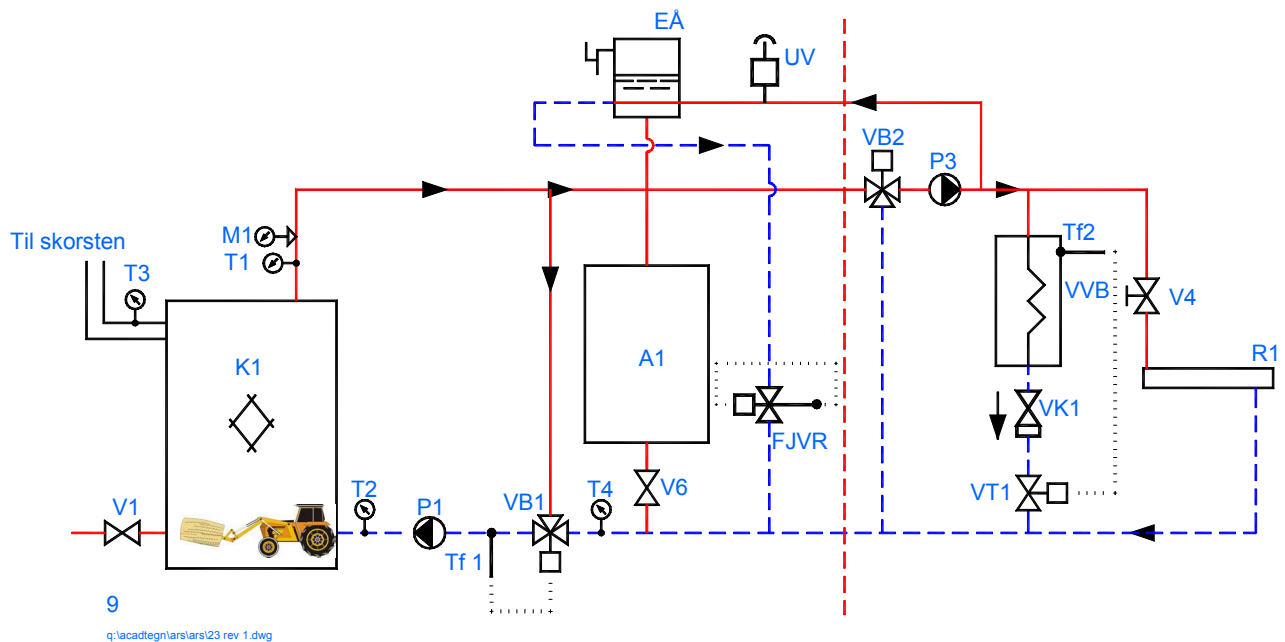 EÅ
UV
VB2
P3
Til skorsten
M1
T1
T3
Tf2
VVB
V4
K1
A1
R1
VK1
FJVR
V1
T2
P1
VB1
T4
V6
VT1
Tf 1
9
q:\acadtegn\ars\ars\23 rev 1.dwg